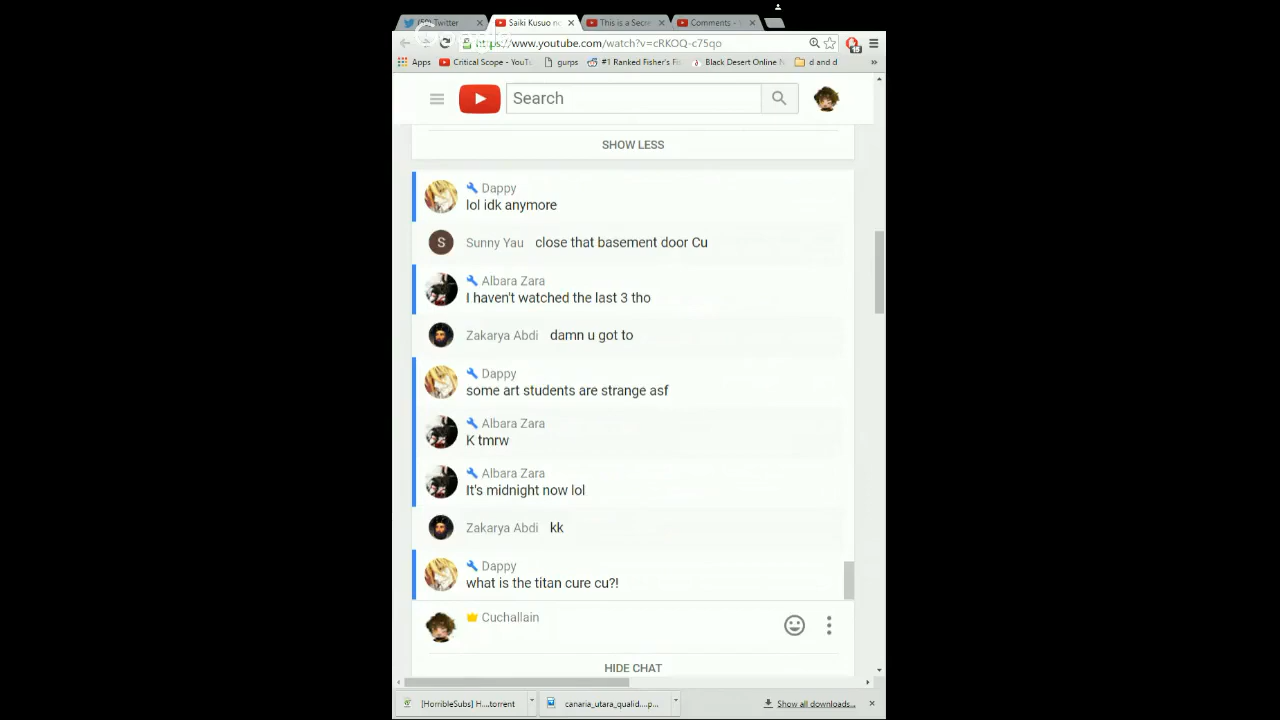 (59) Twitter
Saiki Kusuo no
This is a Secre
Comments -
https://www.youtube.com/watch?v=cRKOQ-c75qo
Apps
Critical Scope - YouTu
gurps
#1 Ranked Fisher's Fi
Black Desert Online N
d and d
Search
SHOW LESS
Dappy
lol idk anymore
S
Sunny Yau close that basement door Cu
Albara Zara
I haven't watched the last 3 tho
Zakarya Abdi damn u got to
Dappy
some art students are strange asf
Albara Zara
K tmrw
Albara Zara
It's midnight now lol
Zakarya Abdi kk
Dappy
what is the titan cure cu?!
Cuchallain
HIDE CHAT
[HorribleSubs] H....torrent
canaria_utara_qualid....p...
Show all downloads...